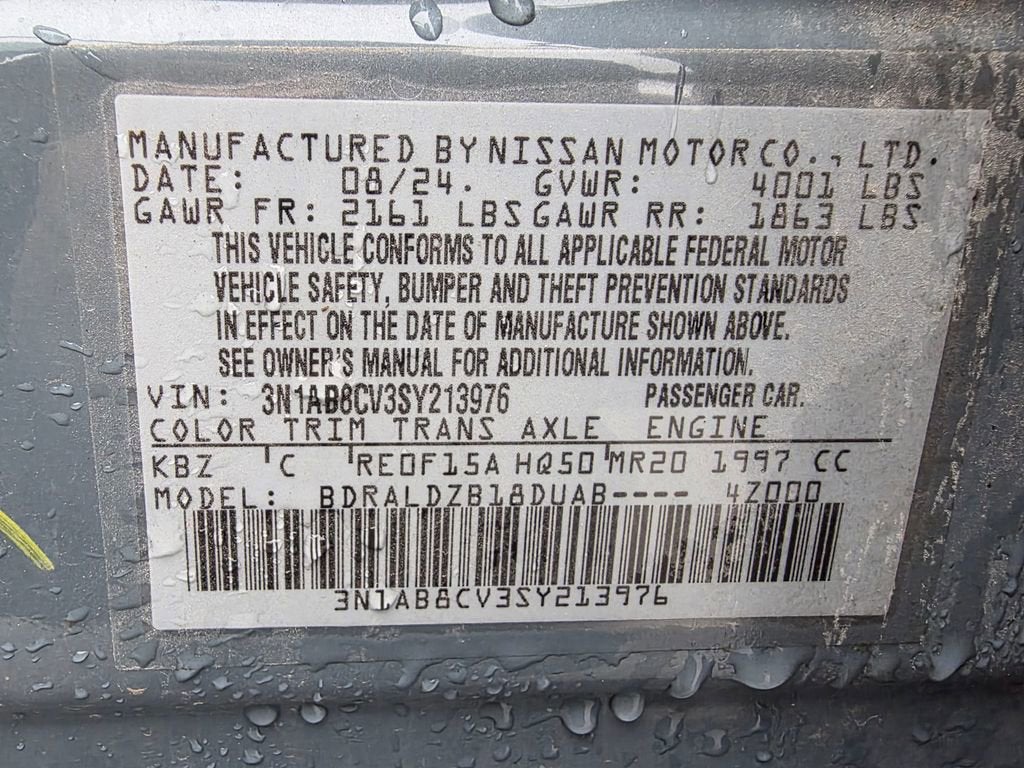 MANUFACTURED BY NISSAN MOTOR CO., LTD.
DATE: 08/24. GVWR: 4001 LBS
GAWR FR: 2161 LBS GAWR RR: 1863 LBS
THIS VEHICLE CONFORMS TO ALL APPLICABLE FEDERAL MOTOR
VEHICLE SAFETY, BUMPER AND THEFT PREVENTION STANDARDS
IN EFFECT ON THE DATE OF MANUFACTURE SHOWN ABOVE.
SEE OWNER'S MANUAL FOR ADDITIONAL INFORMATION.
VIN: 3N1AB8CV3SY213976 PASSENGER CAR.
COLOR TRIM TRANS AXLE ENGINE
KBZ C RE0F15A HQ50 MR20 1997 CC
MODEL: BDRALDZB18DUAB---- 4Z000
3N1AB8CV3SY213976